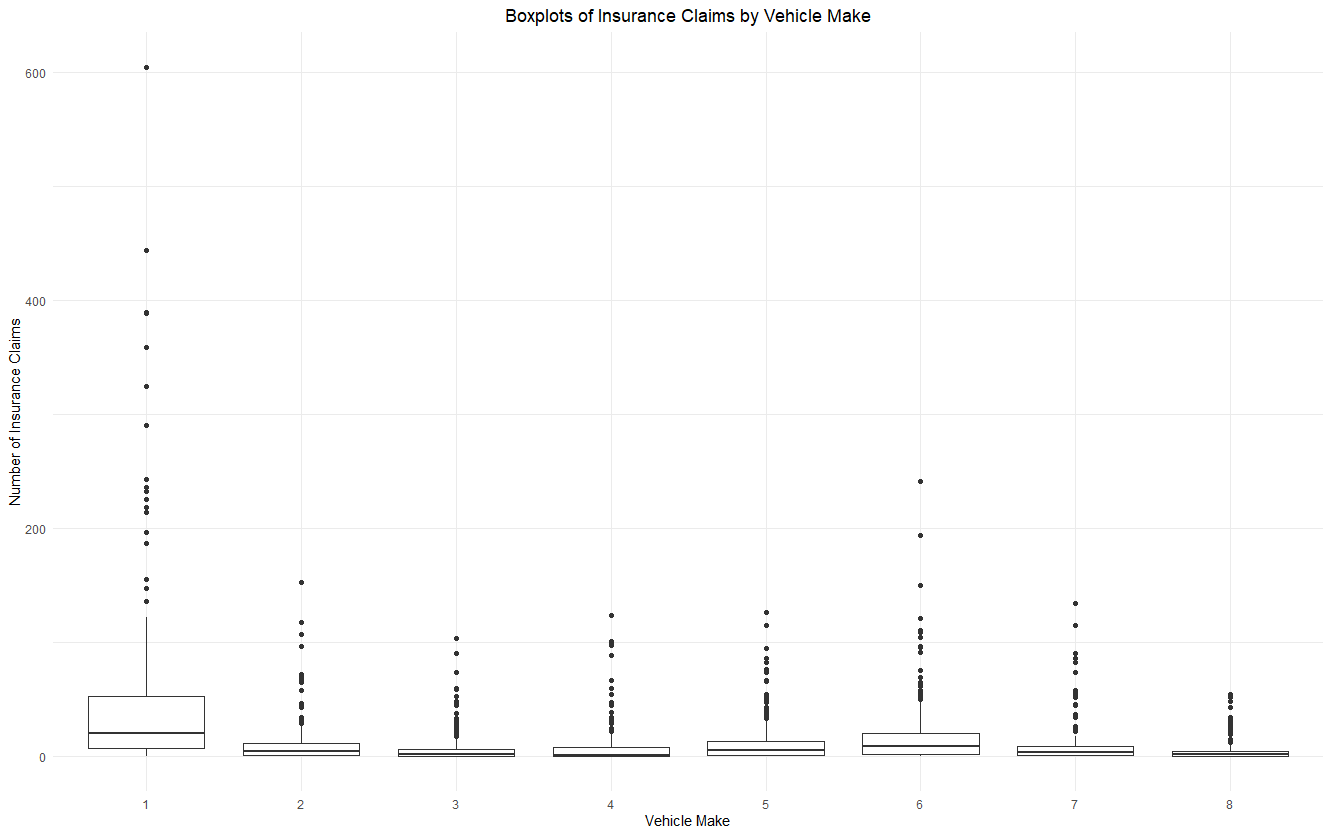 Boxplots of Insurance Claims by Vehicle Make
Number of Insurance Claims
600
400
200
0
1 2 3 4 5 6 7 8
Vehicle Make